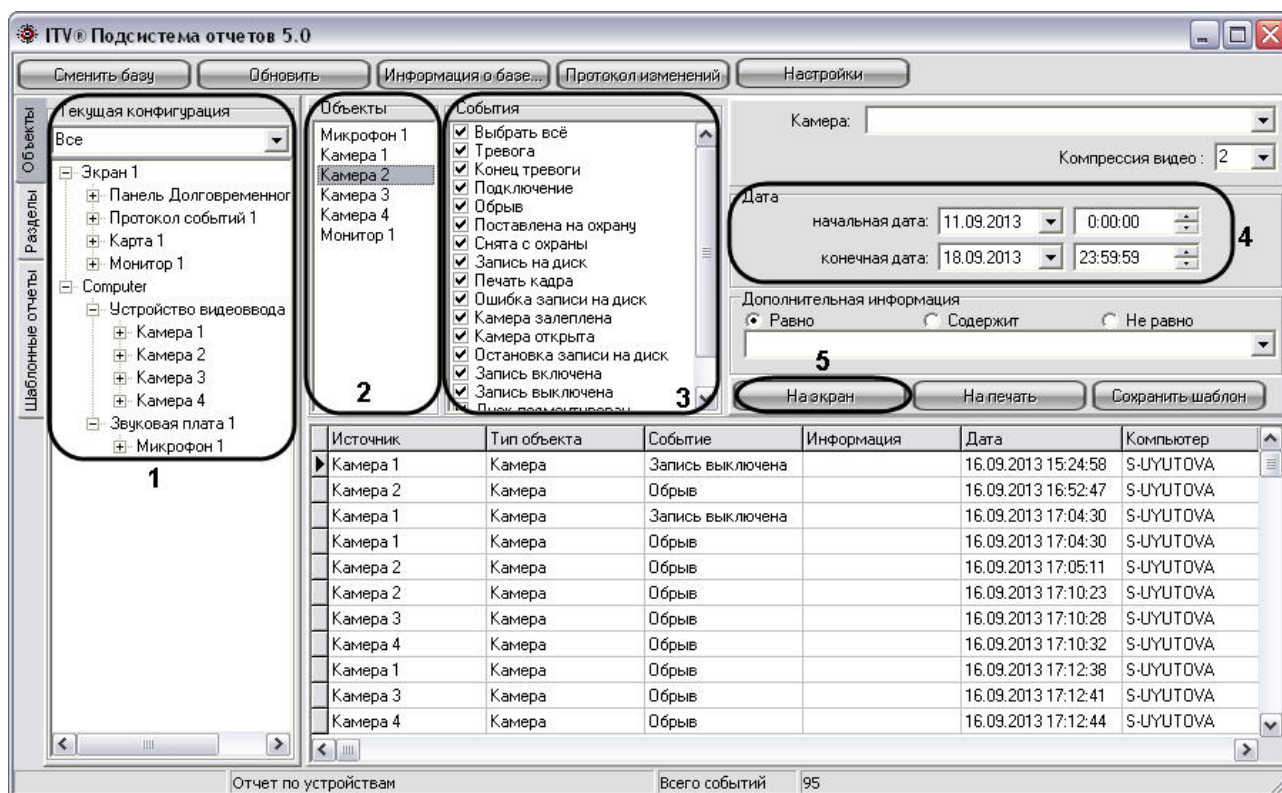 ITV® Подсистема отчетов 5.0
Сменить базу Обновить Информация о базе... Протокол изменений Настройки
Объекты
Разделы
Шаблонные отчеты
Текущая конфигурация
Все
Экран 1
Панель Долговременног
Протокол событий 1
Карта 1
Монитор 1
Computer
Устройство видеоввода
Камера 1
Камера 2
Камера 3
Камера 4
Звуковая плата 1
Микрофон 1
1
Объекты
Микрофон 1
Камера 1
Камера 2
Камера 3
Камера 4
Монитор 1
2
События
Выбрать всё
Тревога
Конец тревоги
Подключение
Обрыв
Поставлена на охрану
Снята с охраны
Запись на диск
Печать кадра
Ошибка записи на диск
Камера залеплена
Камера открыта
Остановка записи на диск
Запись включена
Запись выключена
Диск подмонтирован
3
Камера:
Компрессия видео : 2
Дата
начальная дата: 11.09.2013 0:00:00
конечная дата: 18.09.2013 23:59:59
4
Дополнительная информация
Равно Содержит Не равно
5
На экран На печать Сохранить шаблон
Источник Тип объекта Событие Информация Дата Компьютер
Камера 1 Камера Запись выключена 16.09.2013 15:24:58 S-UYUTOVA
Камера 2 Камера Обрыв 16.09.2013 16:52:47 S-UYUTOVA
Камера 1 Камера Запись выключена 16.09.2013 17:04:30 S-UYUTOVA
Камера 1 Камера Обрыв 16.09.2013 17:04:30 S-UYUTOVA
Камера 2 Камера Обрыв 16.09.2013 17:05:11 S-UYUTOVA
Камера 2 Камера Обрыв 16.09.2013 17:10:23 S-UYUTOVA
Камера 3 Камера Обрыв 16.09.2013 17:10:28 S-UYUTOVA
Камера 4 Камера Обрыв 16.09.2013 17:10:32 S-UYUTOVA
Камера 1 Камера Обрыв 16.09.2013 17:12:38 S-UYUTOVA
Камера 3 Камера Обрыв 16.09.2013 17:12:41 S-UYUTOVA
Камера 4 Камера Обрыв 16.09.2013 17:12:44 S-UYUTOVA
Отчет по устройствам Всего событий 95